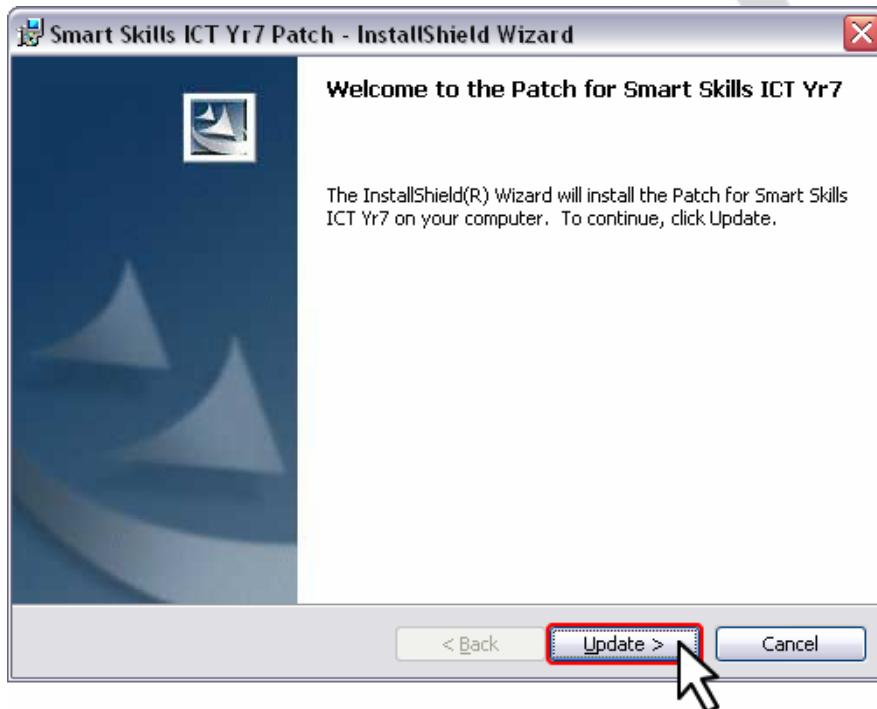 Smart Skills ICT Yr7 Patch - InstallShield Wizard
Welcome to the Patch for Smart Skills ICT Yr7
The InstallShield(R) Wizard will install the Patch for Smart Skills
ICT Yr7 on your computer. To continue, click Update.
< Back Update > Cancel